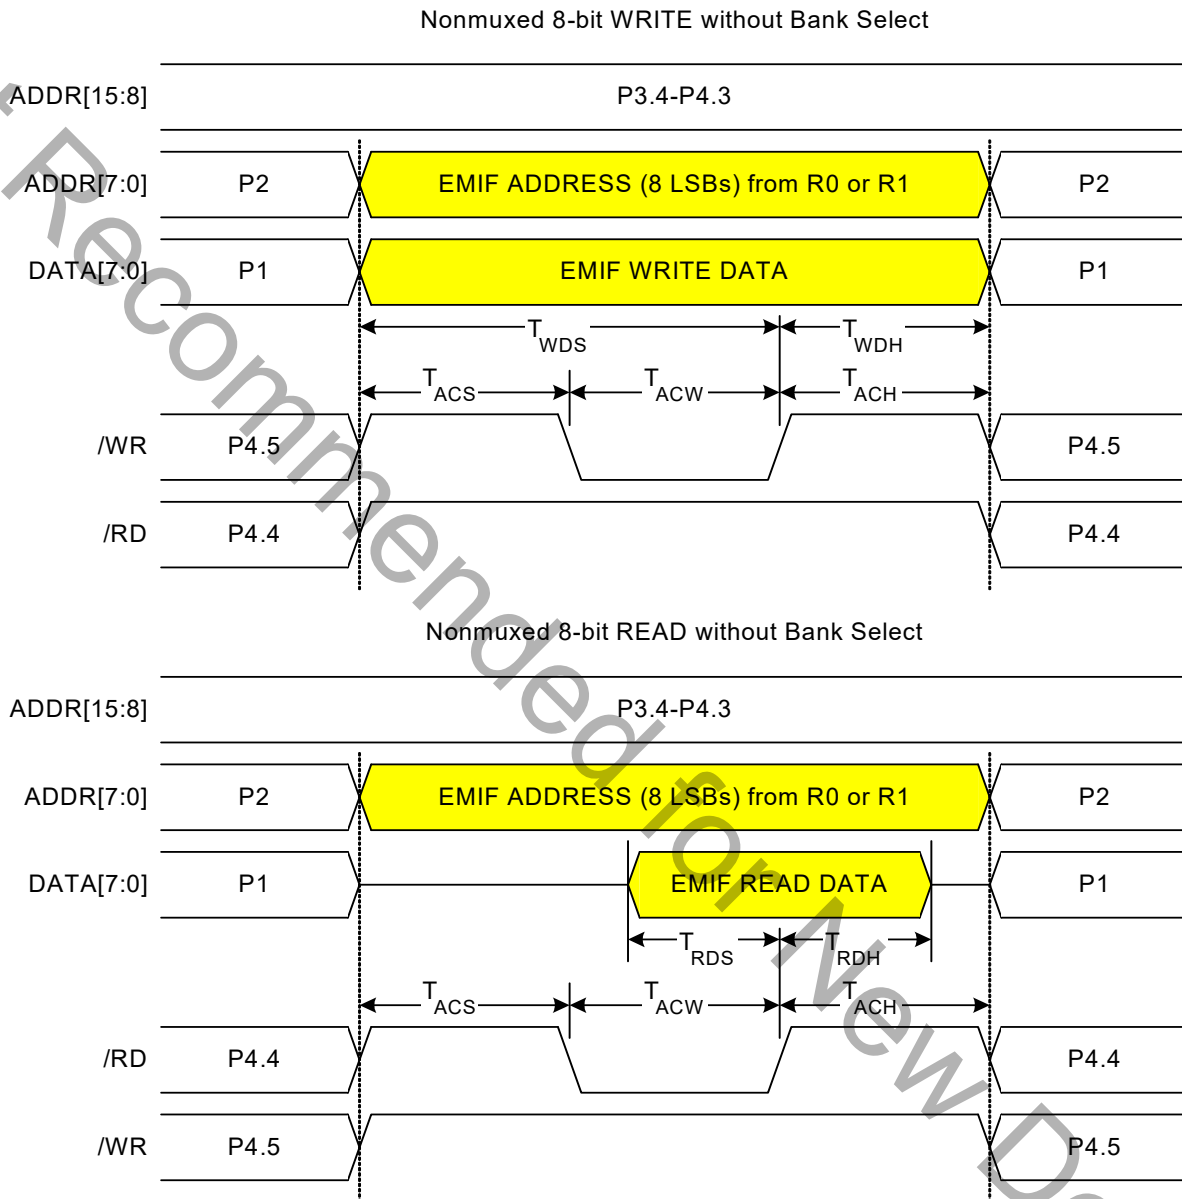 Nonmuxed 8-bit WRITE without Bank Select
ADDR[15:8] P3.4-P4.3
ADDR[7:0] P2 EMIF ADDRESS (8 LSBs) from R0 or R1 P2
DATA[7:0] P1 EMIF WRITE DATA P1
TWDS TWDH
TACS TACW TACH
/WR P4.5 P4.5
/RD P4.4 P4.4
Nonmuxed 8-bit READ without Bank Select
ADDR[15:8] P3.4-P4.3
ADDR[7:0] P2 EMIF ADDRESS (8 LSBs) from R0 or R1 P2
DATA[7:0] P1 EMIF READ DATA P1
TRDS TRDH
TACS TACW TACH
/RD P4.4 P4.4
/WR P4.5 P4.5
Recommended for New